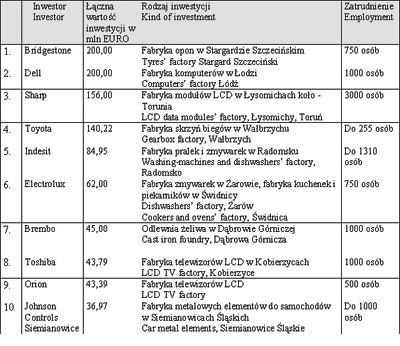 Inwestor
Investor
Łączna
wartość
inwestycji w
mln EURO
Rodzaj inwestycji
Kind of investment
Zatrudnienie
Employment
1. Bridgestone 200,00 Fabryka opon w Stargardzie Szczecińskim 750 osób
Tyres' factory Stargard Szczeciński
2. Dell 200,00 Fabryka komputerów w Łodzi 1000 osób
Computers' factory Łódź
3. Sharp 156,00 Fabryka modułów LCD w Łysomicach koło - 3000 osób
Torunia
LCD data modules' factory, Łysomichy, Toruń
4. Toyota 140,22 Fabryka skrzyń biegów w Wałbrzychu Do 255 osób
Gearbox factory, Wałbrzych
5. Indesit 84,95 Fabryka pralek i zmywarek w Radomsku Do 1310
Washing-machines and dishwashers' factory, osób
Radomsko
6. Electrolux 62,00 Fabryka zmywarek w Żarowie, fabryka kuchenek i 750 osób
piekarników w Świdnicy
Dishwashers' factory, Żarów
Cookers and ovens' factory, Świdnica
7. Brembo 45,00 Odlewnia żeliwa w Dąbrowie Górniczej 1000 osób
Cast iron foundry, Dąbrowa Górnicza
8. Toshiba 43,79 Fabryka telewizorów LCD w Kobierzycach 1000 osób
LCD TV factory, Kobierzyce
9. Orion 43,39 Fabryka telewizorów LCD 500 osób
LCD TV factory
10. Johnson 36,97 Fabryka metalowych elementów do samochodów Do 1000
Controls w Siemianowicach Śląskich osób
Siemianowice Car metal elements, Siemianowice Śląskie